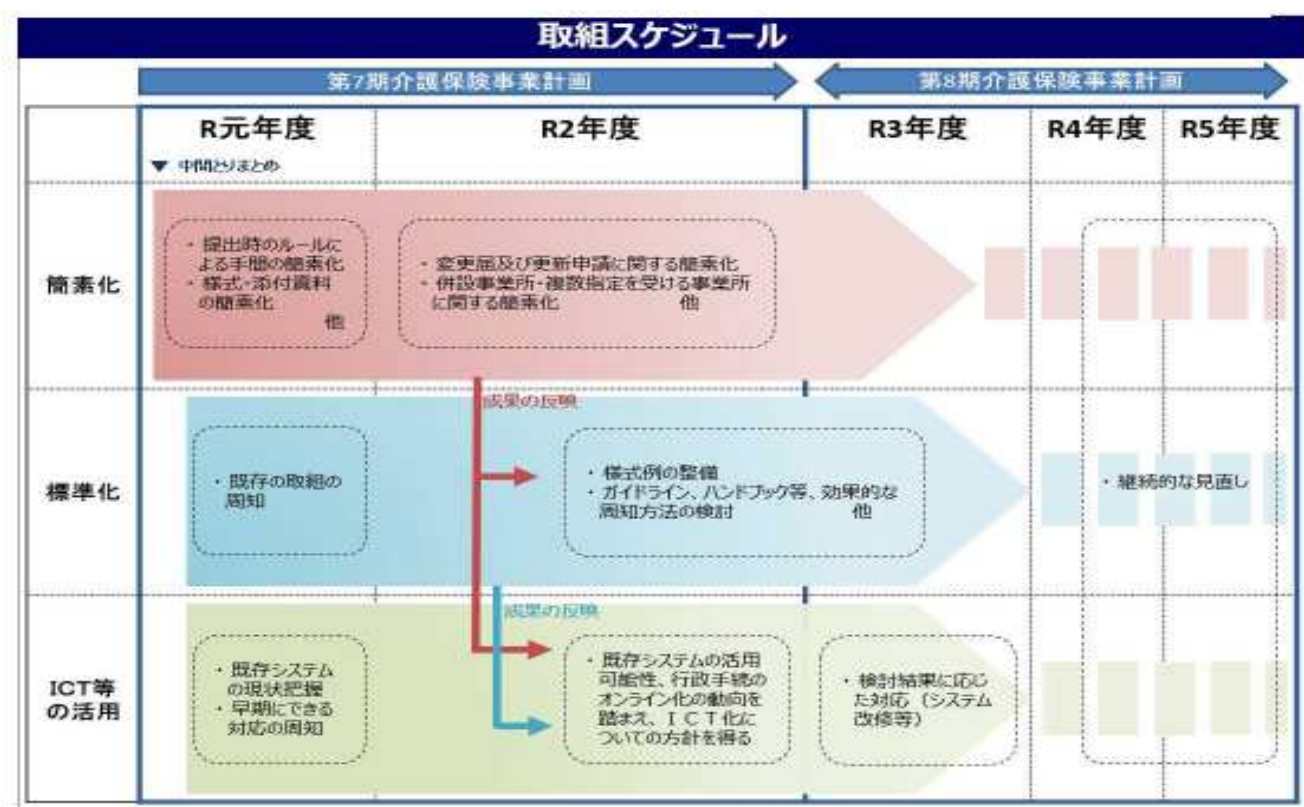 取組スケジュール
第7期介護保険事業計画
第8期介護保険事業計画
R元年度
R2年度
R3年度
R4年度
R5年度
▼ 中間とりまとめ
簡素化
・提出時のルールに
よる手間の簡素化
・様式・添付資料
の簡素化
他
・変更届及び更新申請に関する簡素化
・併設事業所・複数指定を受ける事業所
に関する簡素化 他
成果の反映
標準化
・既存の取組の
周知
・様式例の整備
・ガイドライン、ハンドブック等、効果的な
周知方法の検討 他
・継続的な見直し
成果の反映
ICT等
の活用
・既存システム
の現状把握
・早期にできる
対応の周知
・既存システムの活用
可能性、行政手続の
オンライン化の動向を
踏まえ、ICT化に
ついての方針を得る
・検討結果に応じ
た対応（システム
改修等）